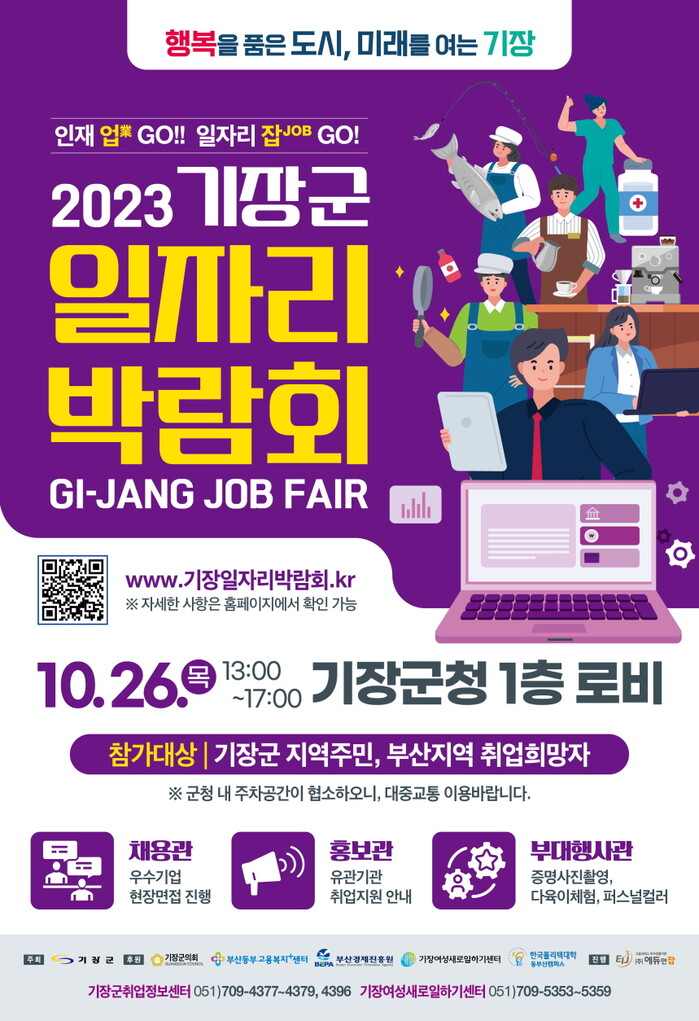 행복을 품은 도시, 미래를 여는 기장
인재 업業 GO!! 일자리 잡JOB GO!
2023 기장군
일자리
박람회
GI-JANG JOB FAIR
www.기장일자리박람회.kr
※ 자세한 사항은 홈페이지에서 확인 가능
10. 26. 목 13:00 ~17:00 기장군청 1층 로비
참가대상 | 기장군 지역주민, 부산지역 취업희망자
※ 군청 내 주차공간이 협소하오니, 대중교통 이용바랍니다.
채용관
우수기업
현장면접 진행
홍보관
유관기관
취업지원 안내
부대행사관
증명사진촬영,
다육이체험, 퍼스널컬러
주최 기장군 후원 기장군의회 부산동부고용복지+센터 BEPA 부산경제진흥원 기장여성새로일하기센터 한국폴리텍대학 동부산캠퍼스 진행 (주)에듀앤잡
기장군취업정보센터 051)709-4377~4379, 4396 기장여성새로일하기센터 051)709-5353~5359